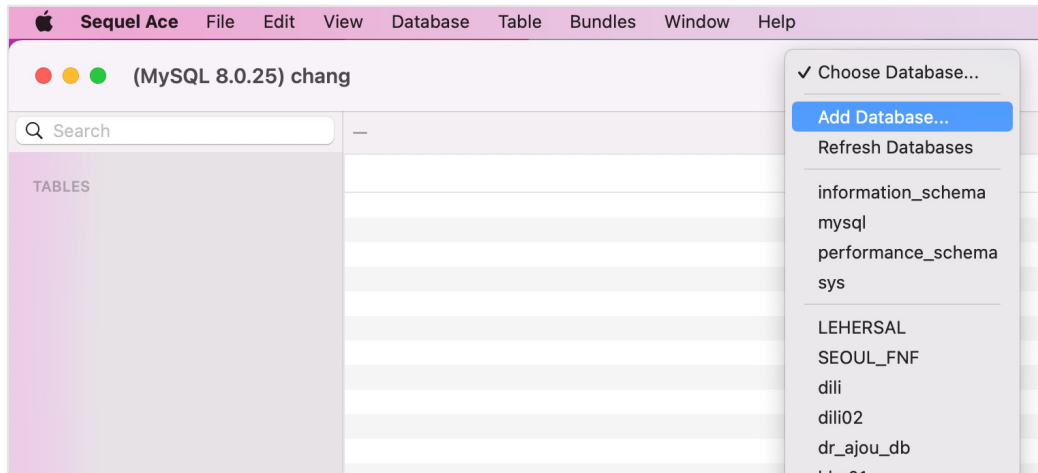 Sequel Ace File Edit View Database Table Bundles Window Help
(MySQL 8.0.25) chang
✓ Choose Database...
Add Database...
Refresh Databases
Search
TABLES
information_schema
mysql
performance_schema
sys
LEHERSAL
SEOUL_FNF
dili
dili02
dr_ajou_db